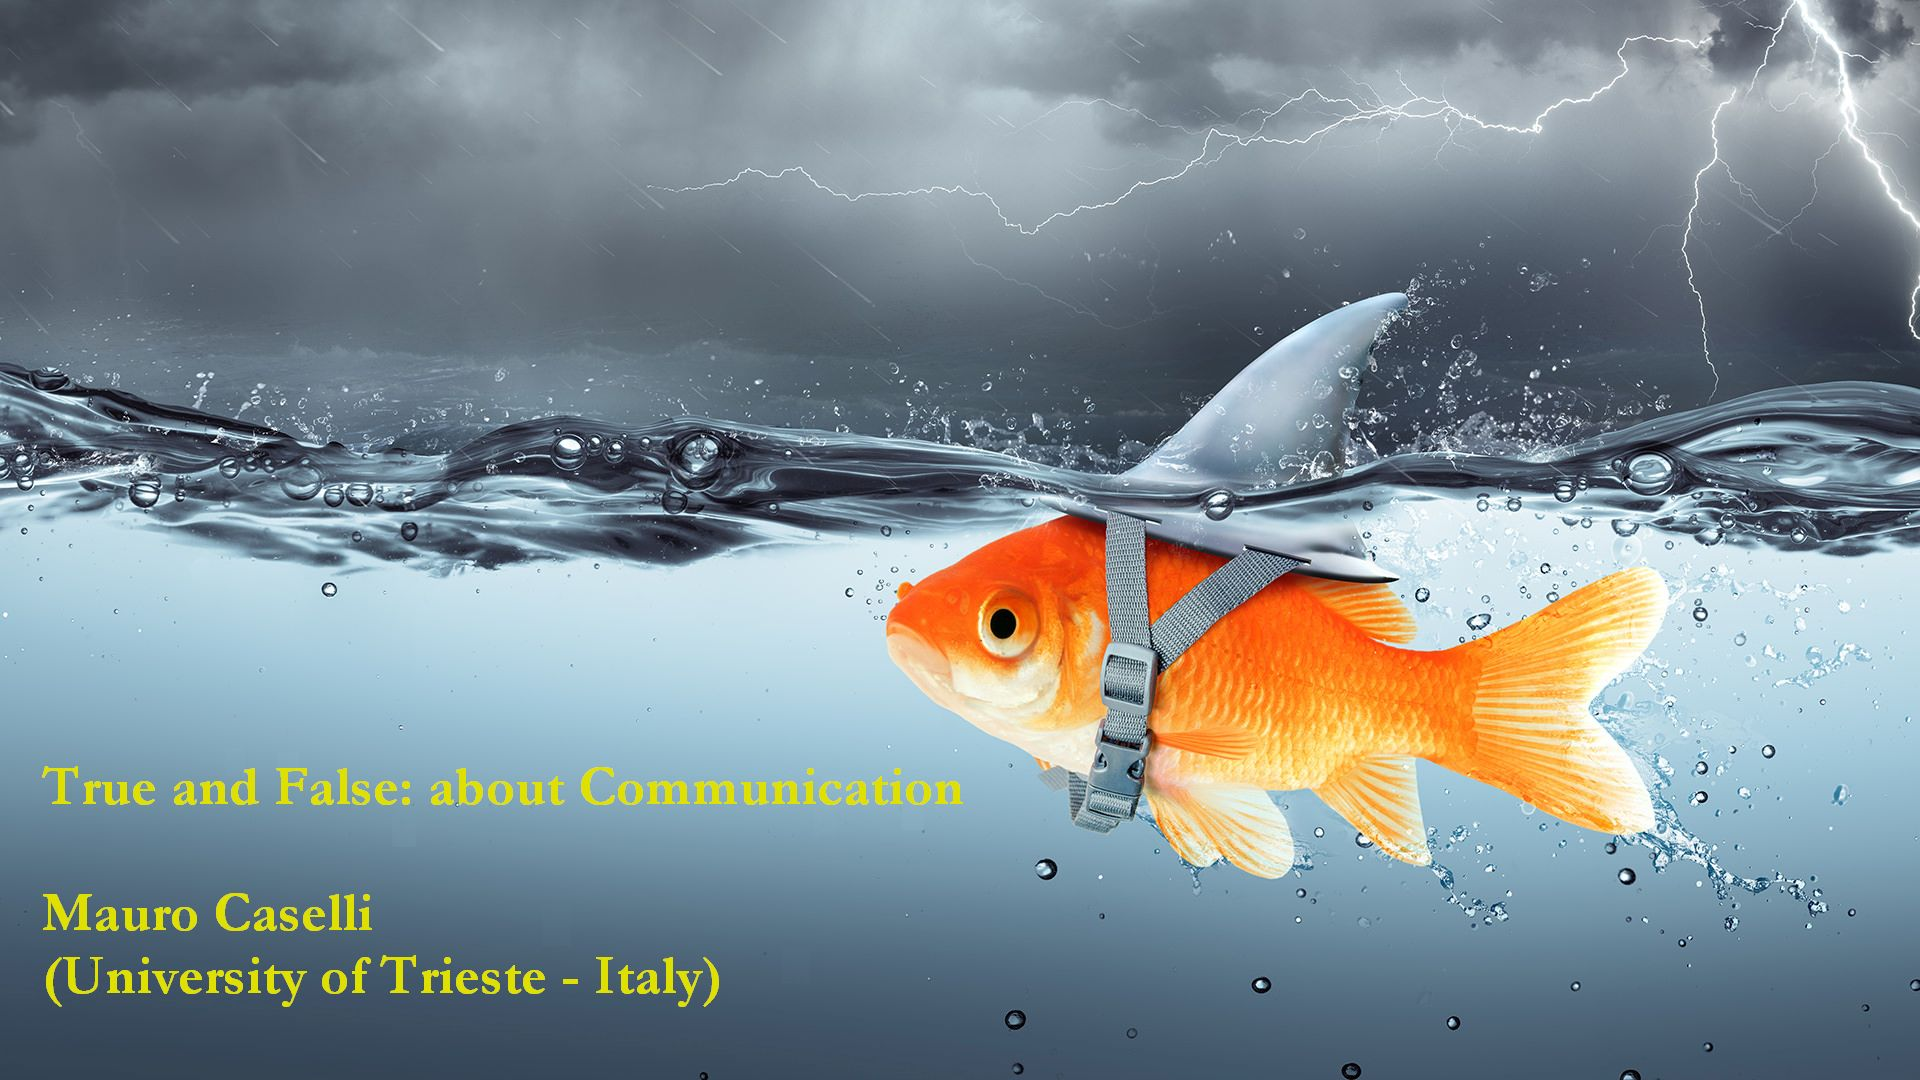 True and False: about Communication
Mauro Caselli
(University of Trieste - Italy)